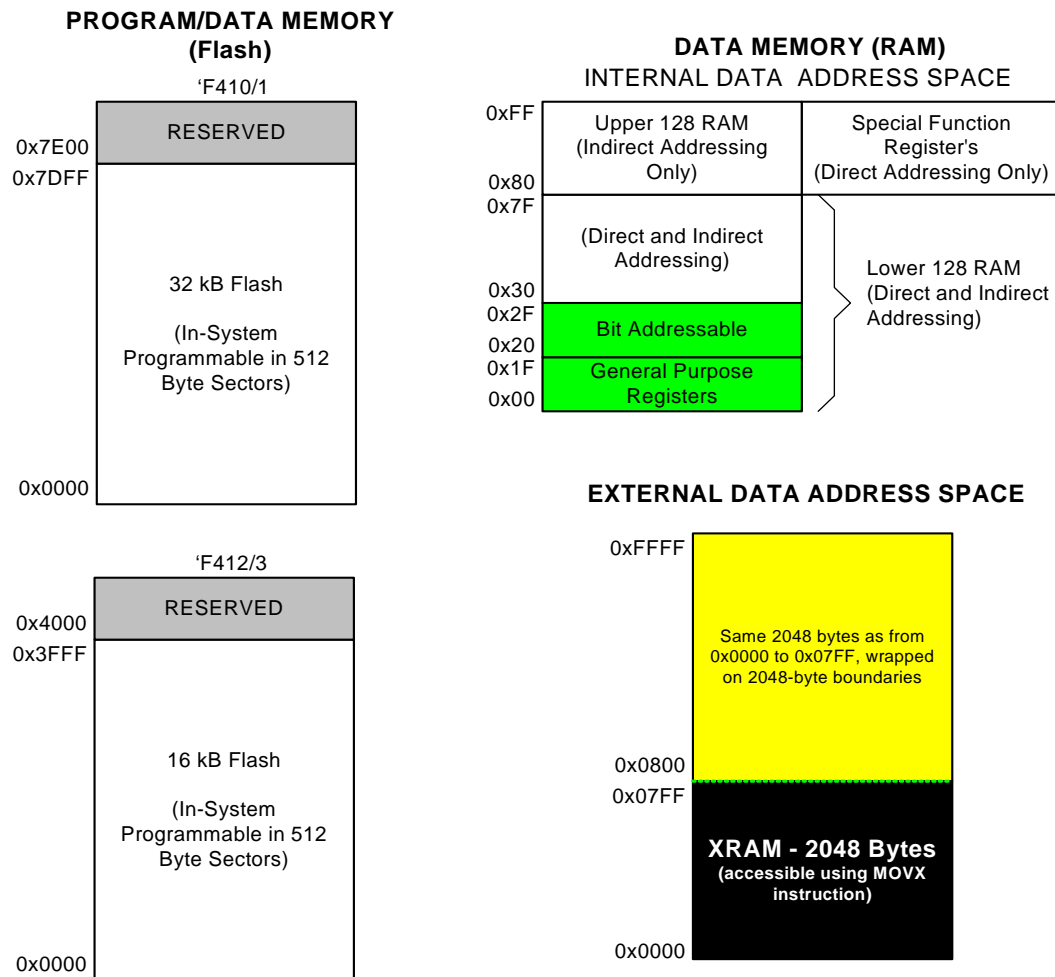 PROGRAM/DATA MEMORY
(Flash)
‘F410/1
RESERVED
0x7E00
0x7DFF
32 kB Flash
(In-System
Programmable in 512
Byte Sectors)
0x0000
‘F412/3
RESERVED
0x4000
0x3FFF
16 kB Flash
(In-System
Programmable in 512
Byte Sectors)
0x0000
DATA MEMORY (RAM)
INTERNAL DATA ADDRESS SPACE
0xFF
Upper 128 RAM
(Indirect Addressing
Only)
Special Function
Register's
(Direct Addressing Only)
0x80
0x7F
(Direct and Indirect
Addressing)
Lower 128 RAM
(Direct and Indirect
Addressing)
0x30
0x2F
Bit Addressable
0x20
0x1F
General Purpose
Registers
0x00
EXTERNAL DATA ADDRESS SPACE
0xFFFF
Same 2048 bytes as from
0x0000 to 0x07FF, wrapped
on 2048-byte boundaries
0x0800
0x07FF
XRAM - 2048 Bytes
(accessible using MOVX
instruction)
0x0000